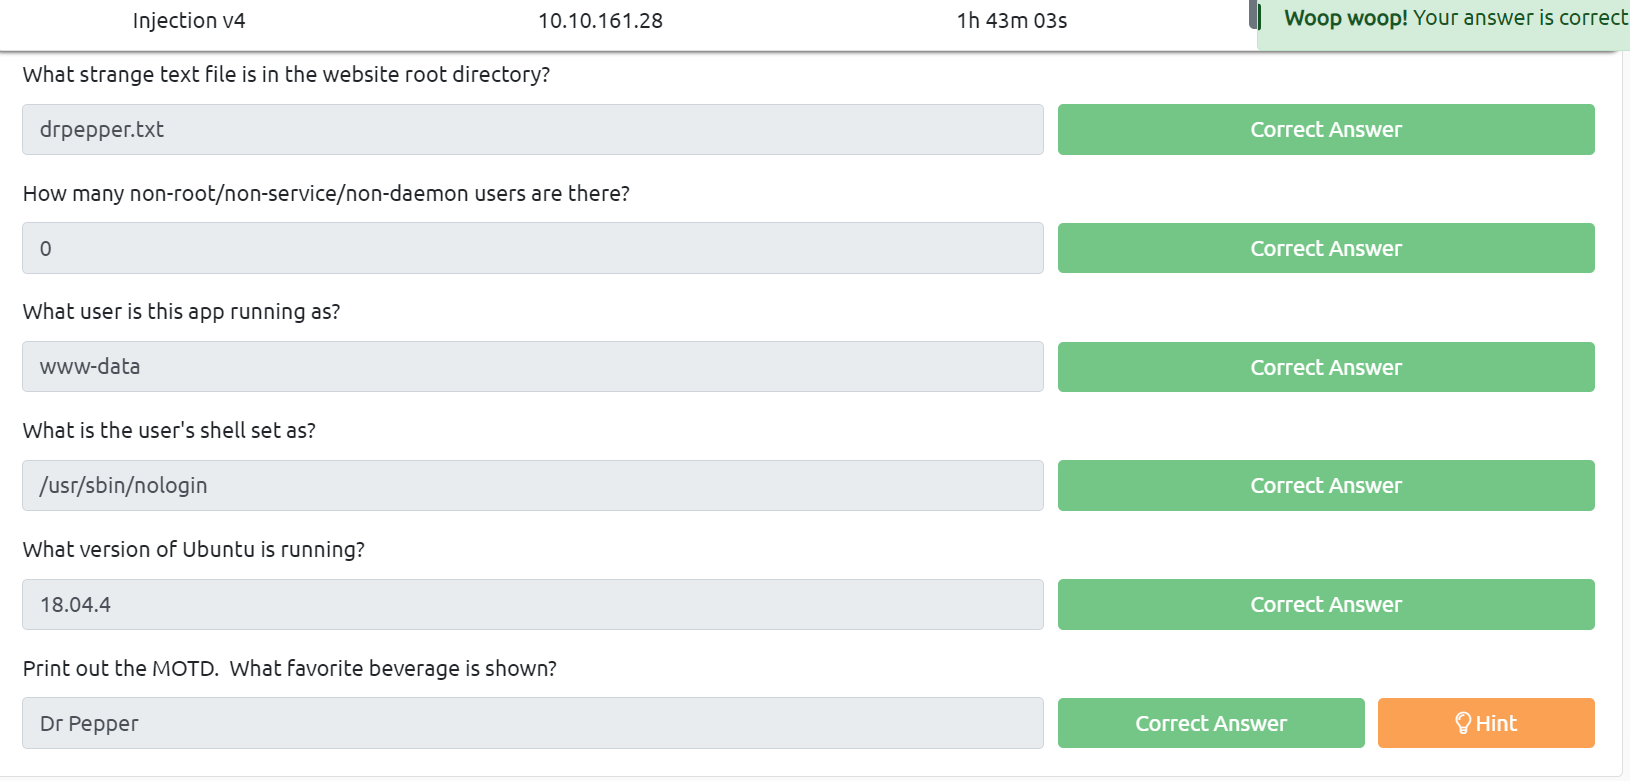 Injection v4 10.10.161.28 1h 43m 03s Woop woop! Your answer is correct
What strange text file is in the website root directory?
drpepper.txt Correct Answer
How many non-root/non-service/non-daemon users are there?
0 Correct Answer
What user is this app running as?
www-data Correct Answer
What is the user's shell set as?
/usr/sbin/nologin Correct Answer
What version of Ubuntu is running?
18.04.4 Correct Answer
Print out the MOTD.  What favorite beverage is shown?
Dr Pepper Correct Answer Hint